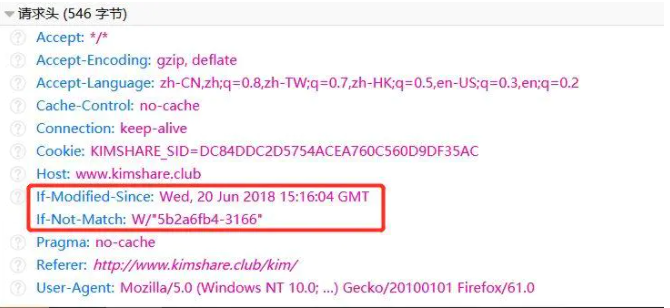 请求头 (546 字节)
Accept: */*
Accept-Encoding: gzip, deflate
Accept-Language: zh-CN,zh;q=0.8,zh-TW;q=0.7,zh-HK;q=0.5,en-US;q=0.3,en;q=0.2
Cache-Control: no-cache
Connection: keep-alive
Cookie: KIMSHARE_SID=DC84DDC2D5754ACEA760C560D9DF35AC
Host: www.kimshare.club
If-Modified-Since: Wed, 20 Jun 2018 15:16:04 GMT
If-Not-Match: W/"5b2a6fb4-3166"
Pragma: no-cache
Referer: http://www.kimshare.club/kim/
User-Agent: Mozilla/5.0 (Windows NT 10.0; ...) Gecko/20100101 Firefox/61.0